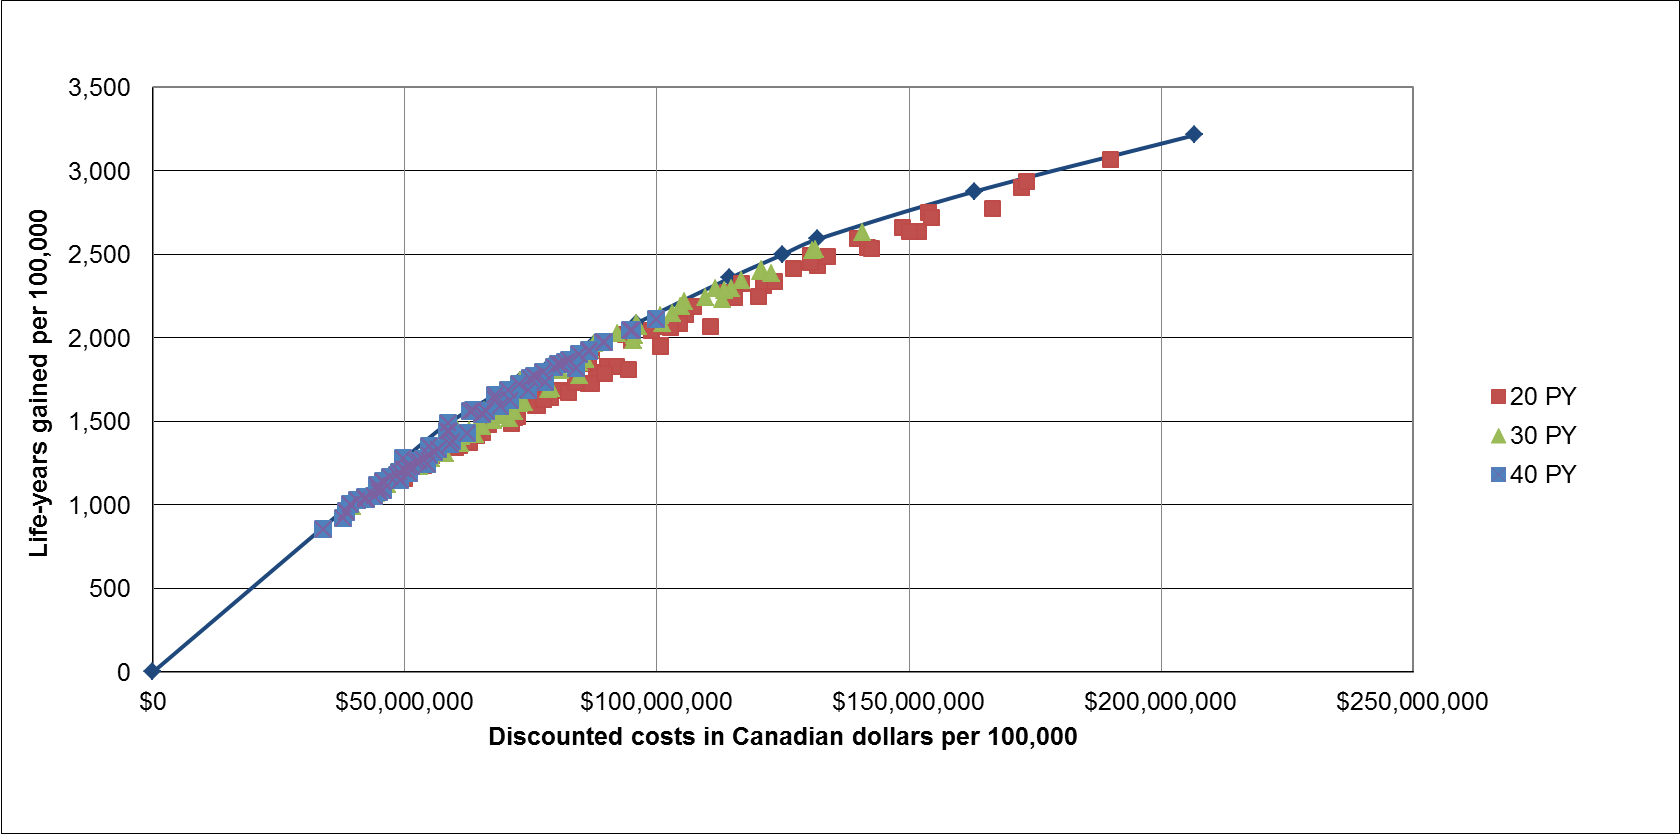 3,500
3,000
2,500
2,000
1,500
1,000
500
0
Life-years gained per 100,000
$0
$50,000,000
$100,000,000
$150,000,000
$200,000,000
$250,000,000
Discounted costs in Canadian dollars per 100,000
20 PY
30 PY
40 PY